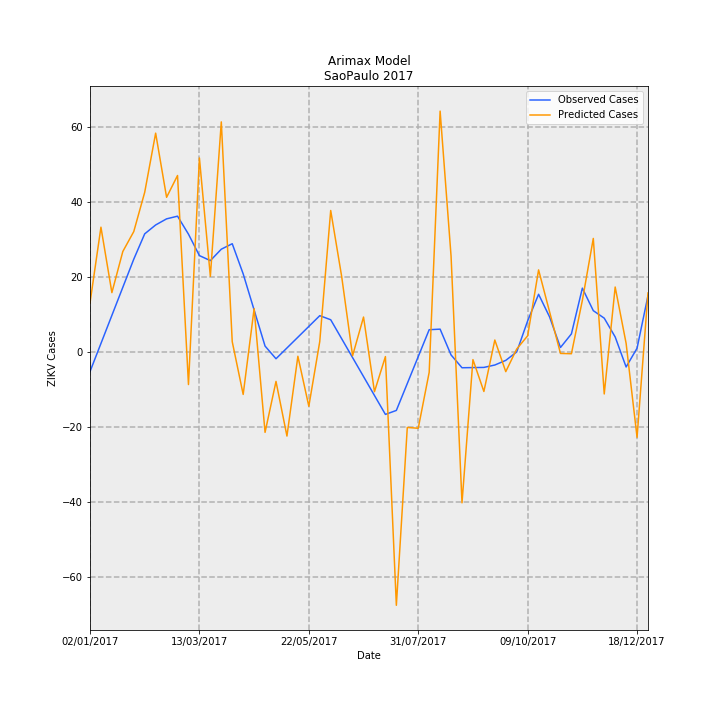 Arimax Model
SaoPaulo 2017
Observed Cases
Predicted Cases
ZIKV Cases
60
40
20
0
−20
−40
−60
02/01/2017 13/03/2017 22/05/2017 31/07/2017 09/10/2017 18/12/2017
Date